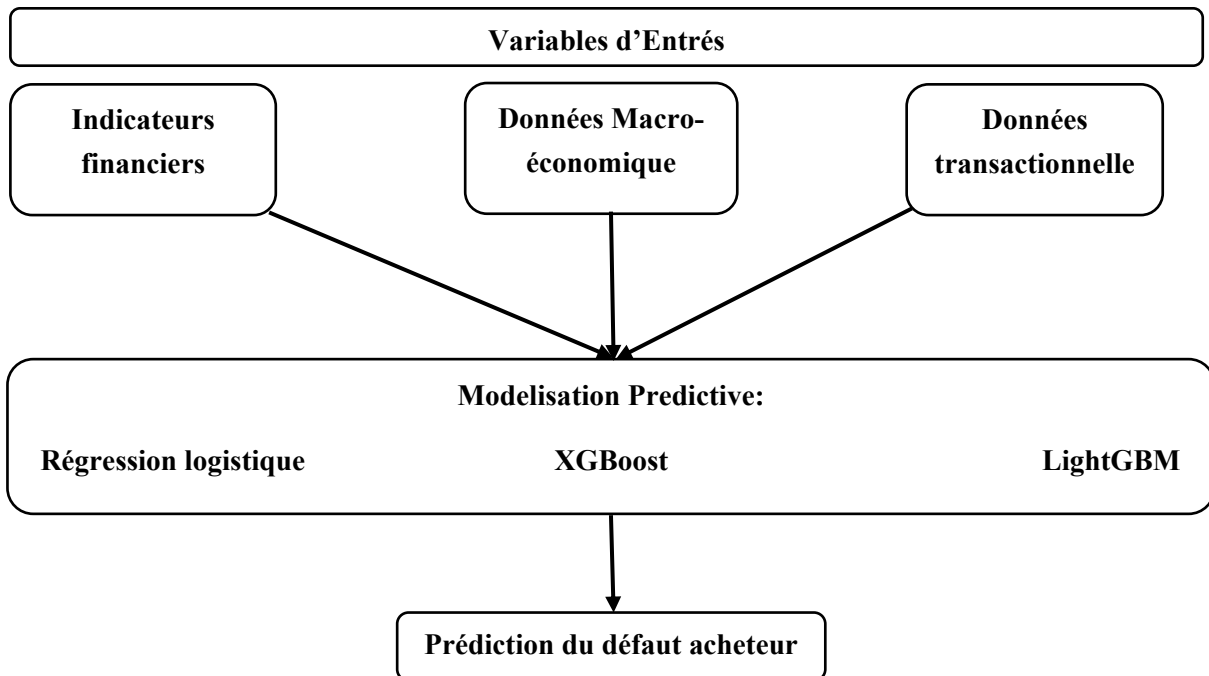 Variables d’Entrés
Indicateurs
financiers
Données Macro-
économique
Données
transactionnelle
Modelisation Predictive:
Régression logistique XGBoost LightGBM
Prédiction du défaut acheteur